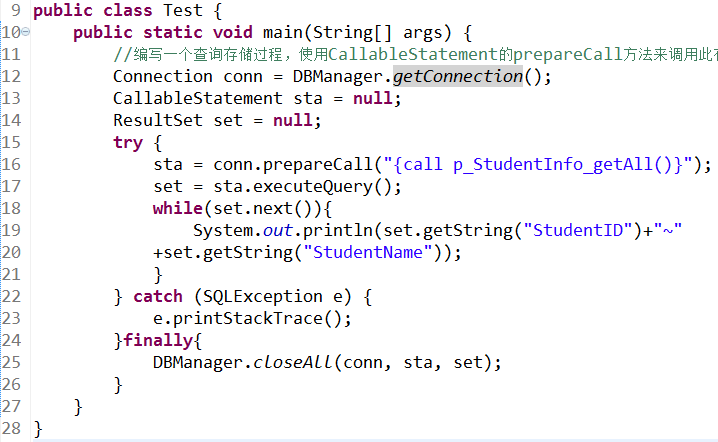 9 public class Test {
10 public static void main(String[] args) {
11 //编写一个查询存储过程，使用CallableStatement的prepareCall方法来调用此
12 Connection conn = DBManager.getConnection();
13 CallableStatement sta = null;
14 ResultSet set = null;
15 try {
16 sta = conn.prepareCall("{call p_StudentInfo_getAll()}");
17 set = sta.executeQuery();
18 while(set.next()){
19 System.out.println(set.getString("StudentID")+"~"
20 +set.getString("StudentName"));
21 }
22 } catch (SQLException e) {
23 e.printStackTrace();
24 }finally{
25 DBManager.closeAll(conn, sta, set);
26 }
27 }
28 }